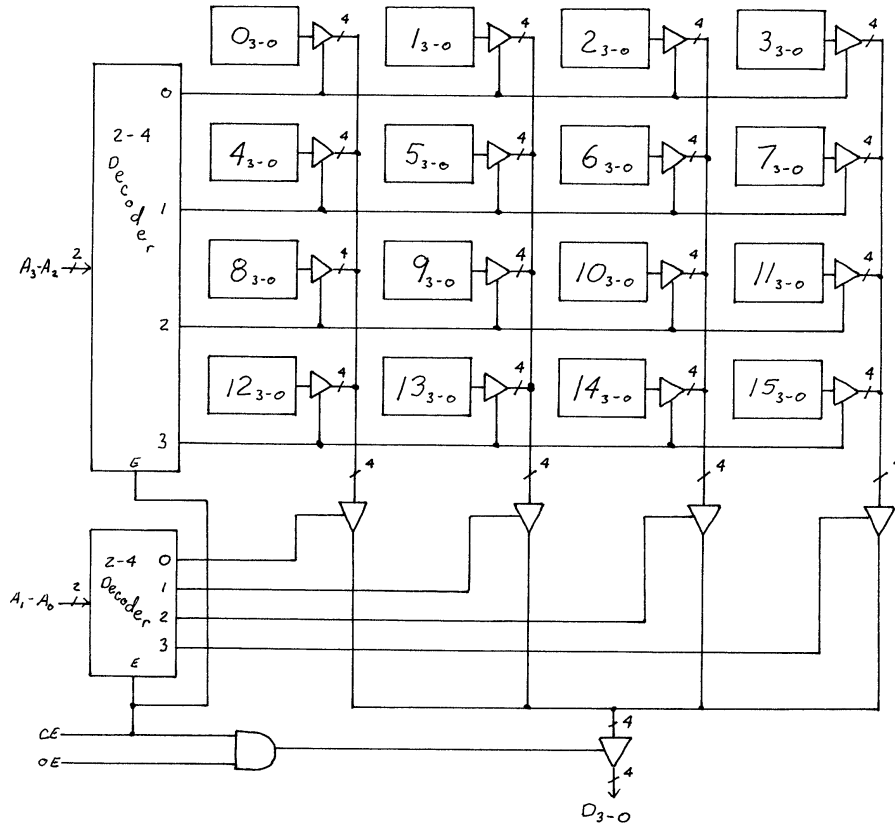 4 4 4 4
0₃₋₀ 1₃₋₀ 2₃₋₀ 3₃₋₀
0
2-4
Decoder
4 4 4 4
4₃₋₀ 5₃₋₀ 6₃₋₀ 7₃₋₀
1
A₃-A₂ 2
4 4 4 4
8₃₋₀ 9₃₋₀ 10₃₋₀ 11₃₋₀
2
4 4 4 4
12₃₋₀ 13₃₋₀ 14₃₋₀ 15₃₋₀
3
E
4 4 4
2-4
Decoder
0
1
A₁-A₀ 2
2
3
E
CE
OE
4
4
D₃₋₀